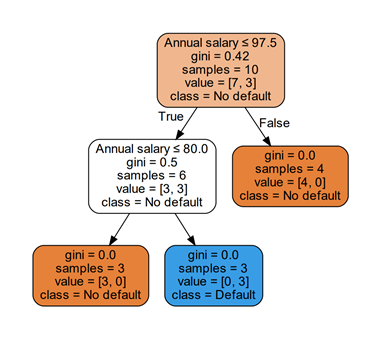 Annual salary ≤ 97.5
gini = 0.42
samples = 10
value = [7, 3]
class = No default
True
False
Annual salary ≤ 80.0
gini = 0.5
samples = 6
value = [3, 3]
class = No default
gini = 0.0
samples = 4
value = [4, 0]
class = No default
gini = 0.0
samples = 3
value = [3, 0]
class = No default
gini = 0.0
samples = 3
value = [0, 3]
class = Default